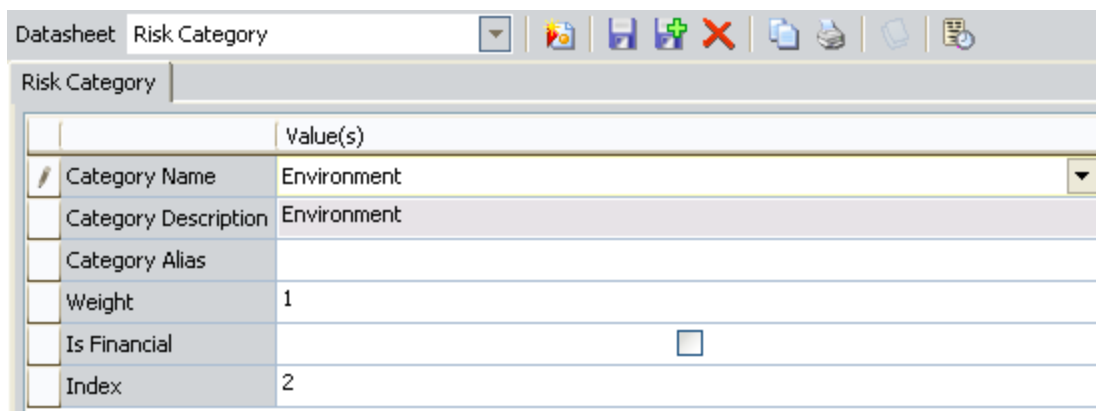 Datasheet Risk Category
Risk Category
Value(s)
Category Name Environment
Category Description Environment
Category Alias
Weight 1
Is Financial
Index 2